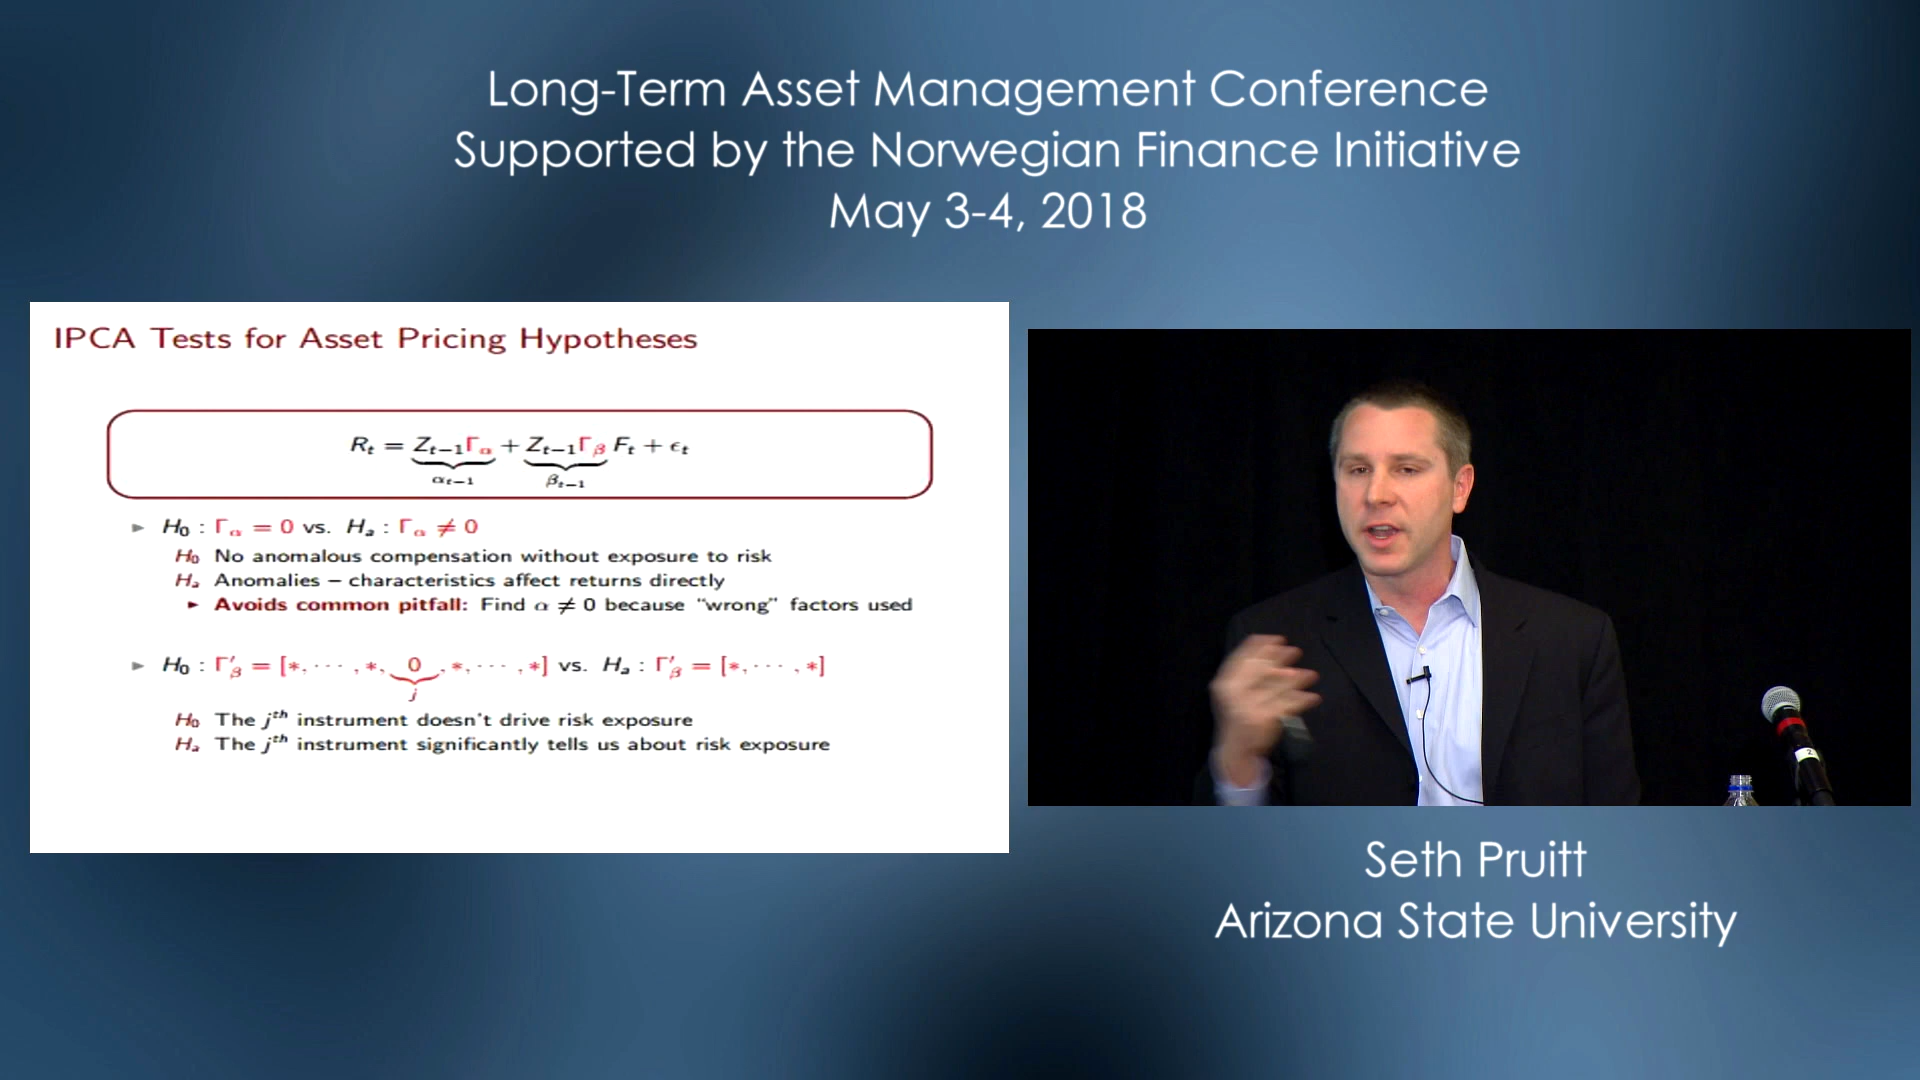 Long-Term Asset Management Conference
Supported by the Norwegian Finance Initiative
May 3-4, 2018
IPCA Tests for Asset Pricing Hypotheses
R_t = Z_{t−1}Γ_α + Z_{t−1}Γ_β F_t + ϵ_t
α_{t−1} β_{t−1}
► H_0 : Γ_α = 0 vs. H_a : Γ_α ≠ 0
H_0 No anomalous compensation without exposure to risk
H_a Anomalies – characteristics affect returns directly
► Avoids common pitfall: Find α ≠ 0 because "wrong" factors used
► H_0 : Γ′_β = [∗, ··· , ∗, 0 , ∗, ··· , ∗] vs. H_a : Γ′_β = [∗, ··· , ∗]
j
H_0 The j^{th} instrument doesn't drive risk exposure
H_a The j^{th} instrument significantly tells us about risk exposure
2
Seth Pruitt
Arizona State University